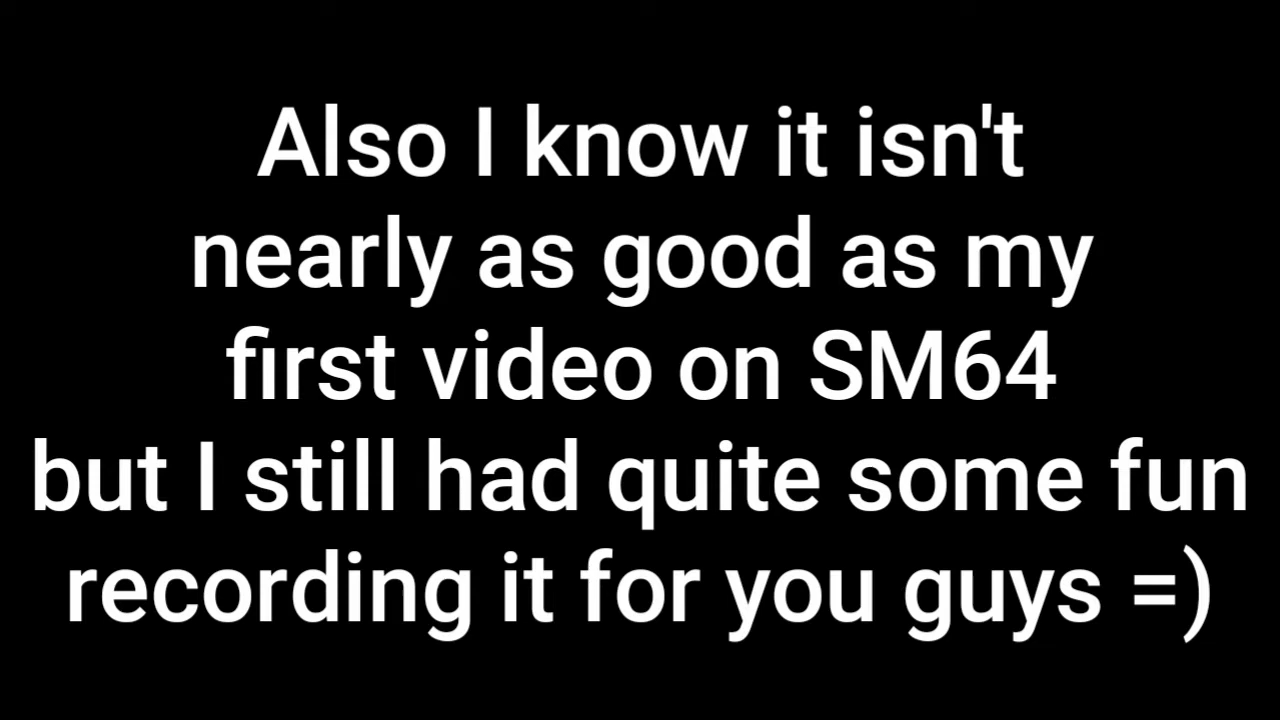 Also I know it isn't
nearly as good as my
first video on SM64
but I still had quite some fun
recording it for you guys =)